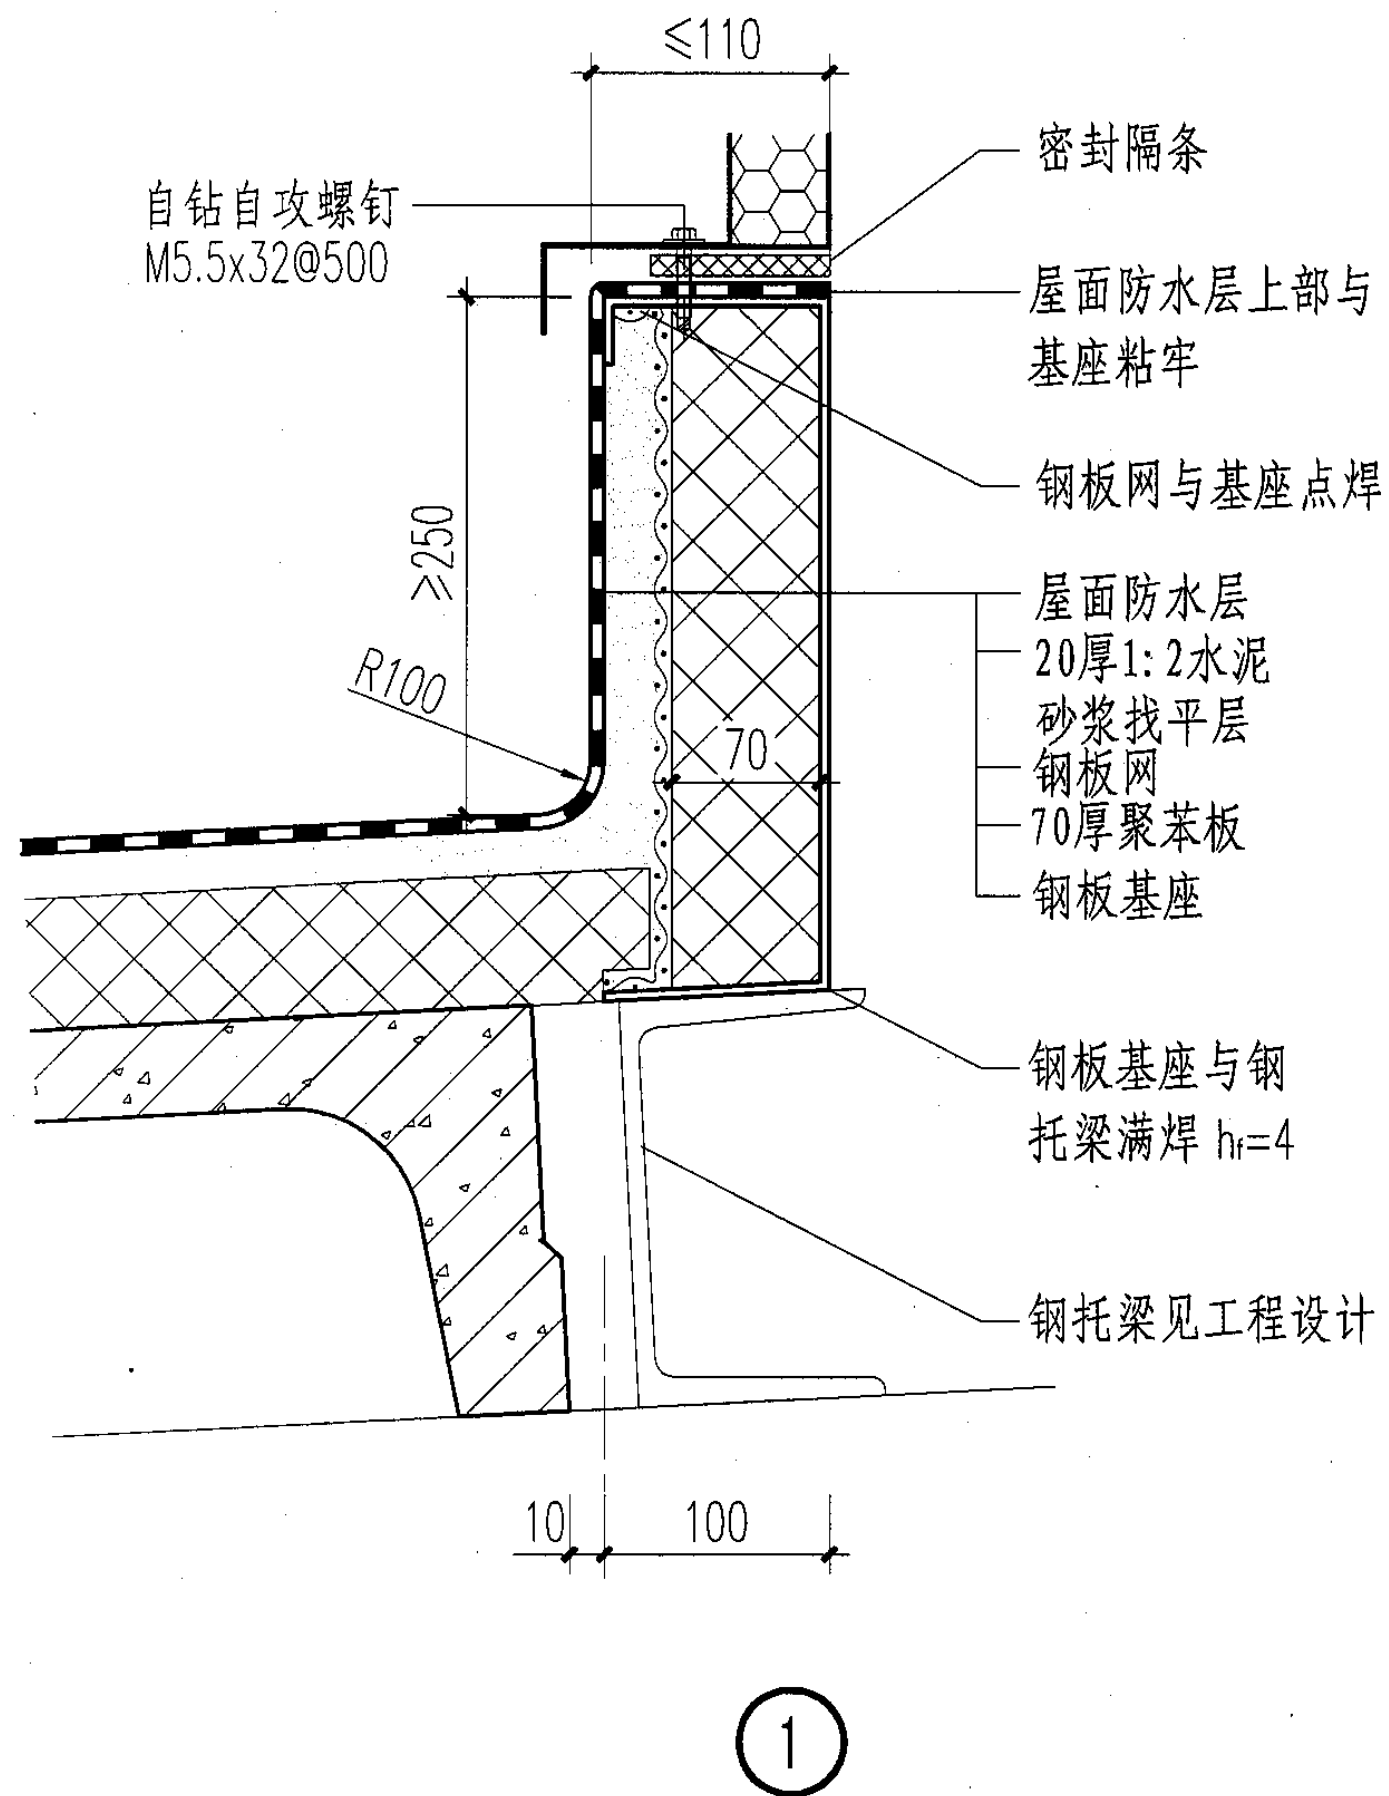 ≤110
密封隔条
自钻自攻螺钉
M5.5x32@500
屋面防水层上部与
基座粘牢
钢板网与基座点焊
≥250
屋面防水层
20厚1:2水泥
砂浆找平层
R100
70
钢板网
70厚聚苯板
钢板基座
钢板基座与钢
托梁满焊 hf=4
钢托梁见工程设计
10
100
1